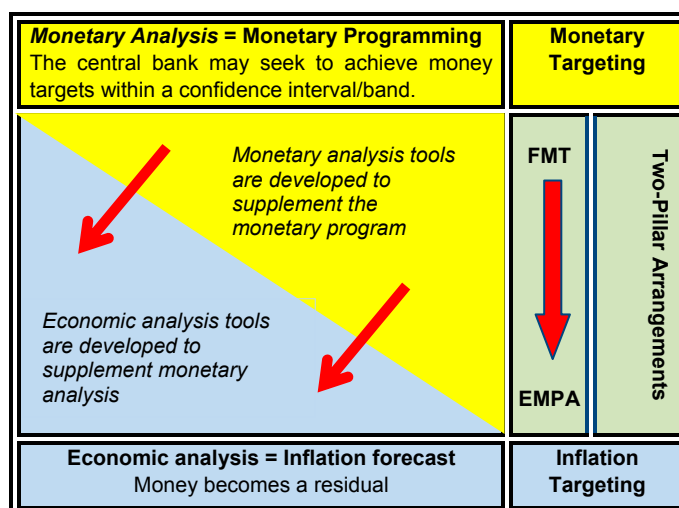 Monetary Analysis = Monetary Programming
The central bank may seek to achieve money
targets within a confidence interval/band.
Monetary
Targeting
Monetary analysis tools
are developed to
supplement the
monetary program
Economic analysis tools
are developed to
supplement monetary
analysis
FMT
EMPA
Two-Pillar Arrangements
Economic analysis = Inflation forecast
Money becomes a residual
Inflation
Targeting